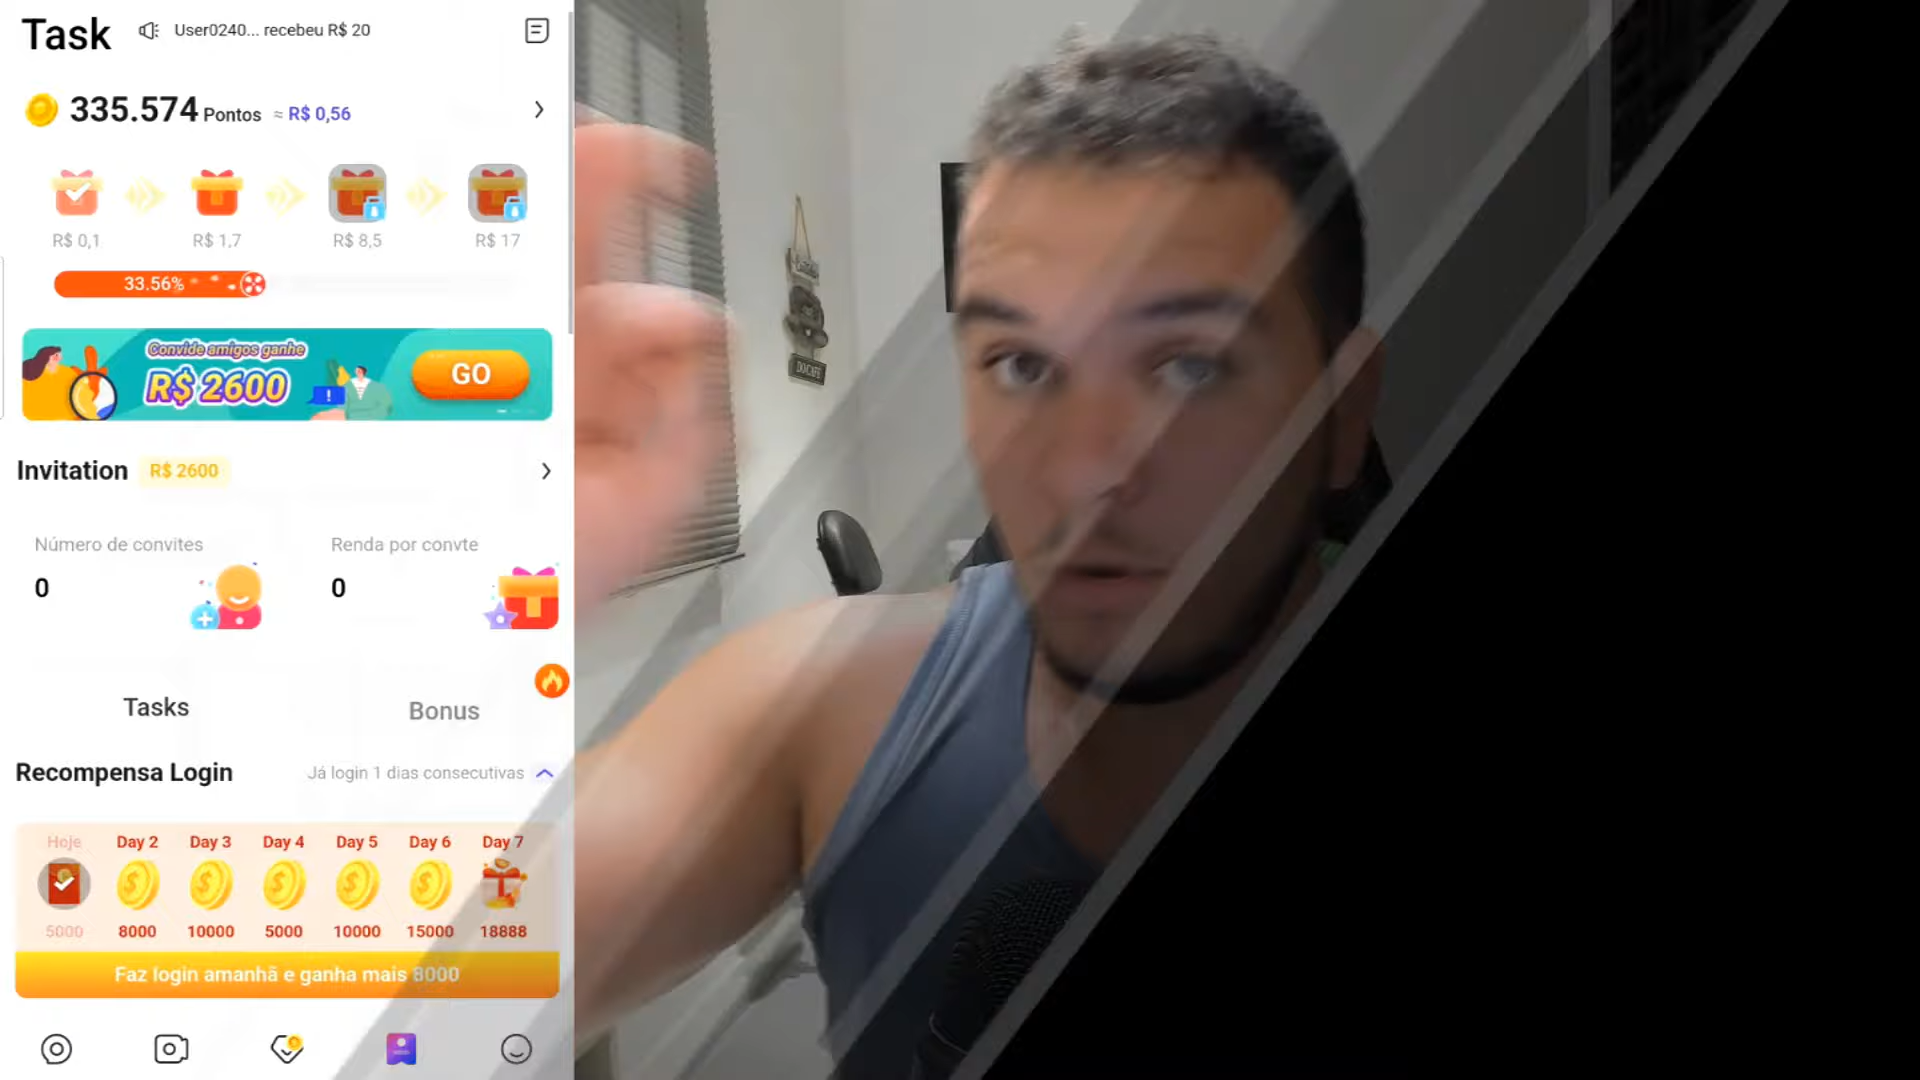 Task
User0240... recebeu R$ 20
335.574 Pontos ≈ R$ 0,56
R$ 0,1 R$ 1,7 R$ 8,5 R$ 17
33.56%
Convide amigos ganhe
R$ 2600
GO
Invitation R$ 2600
Número de convites
0
Renda por convte
0
Tasks
Bonus
Recompensa Login
Já login 1 dias consecutivas
Hoje Day 2 Day 3 Day 4 Day 5 Day 6 Day 7
5000 8000 10000 5000 10000 15000 18888
Faz login amanhã e ganha mais 8000
DO CAFÉ